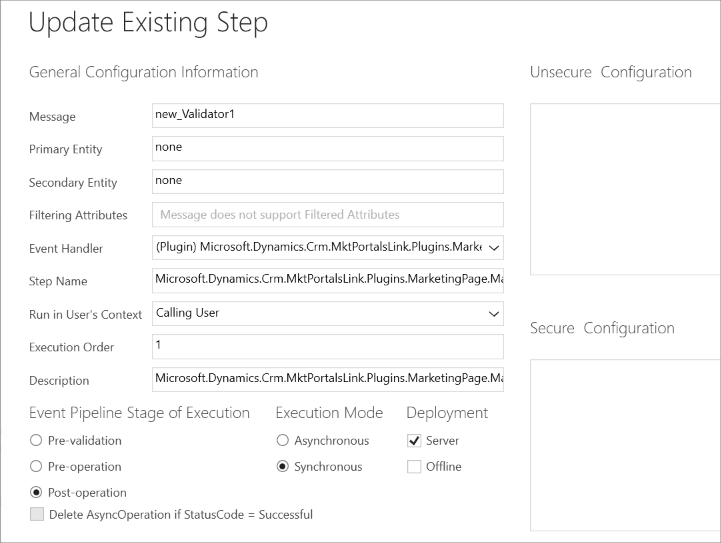 Update Existing Step
General Configuration Information
Unsecure Configuration
Message
new_Validator1
Primary Entity
none
Secondary Entity
none
Filtering Attributes
Message does not support Filtered Attributes
Event Handler
(Plugin) Microsoft.Dynamics.Crm.MktPortalsLink.Plugins.Marke
Step Name
Microsoft.Dynamics.Crm.MktPortalsLink.Plugins.MarketingPage.Ma
Run in User's Context
Calling User
Secure Configuration
Execution Order
1
Description
Microsoft.Dynamics.Crm.MktPortalsLink.Plugins.MarketingPage.Ma
Event Pipeline Stage of Execution
Execution Mode
Deployment
Pre-validation
Asynchronous
Server
Pre-operation
Synchronous
Offline
Post-operation
Delete AsyncOperation if StatusCode = Successful